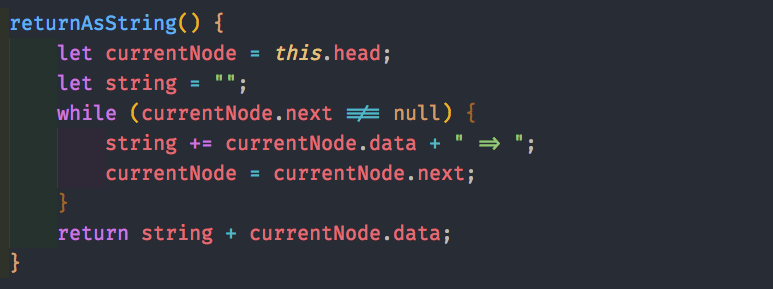 returnAsString() {
    let currentNode = this.head;
    let string = "";
    while (currentNode.next !== null) {
        string += currentNode.data + " => ";
        currentNode = currentNode.next;
    }
    return string + currentNode.data;
}